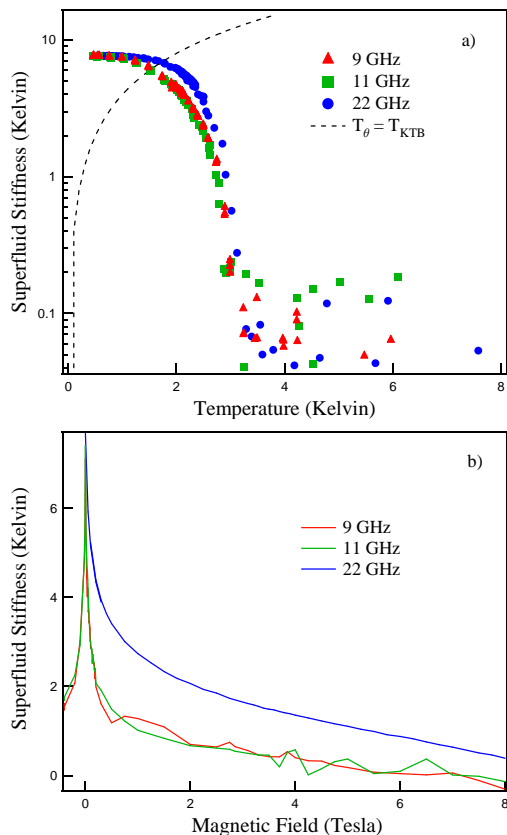 a)
10
1
0.1
Superfluid Stiffness (Kelvin)
9 GHz
11 GHz
22 GHz
T_θ = T_KTB
0 2 4 6 8
Temperature (Kelvin)
b)
6
4
2
0
Superfluid Stiffness (Kelvin)
9 GHz
11 GHz
22 GHz
0 2 4 6 8
Magnetic Field (Tesla)